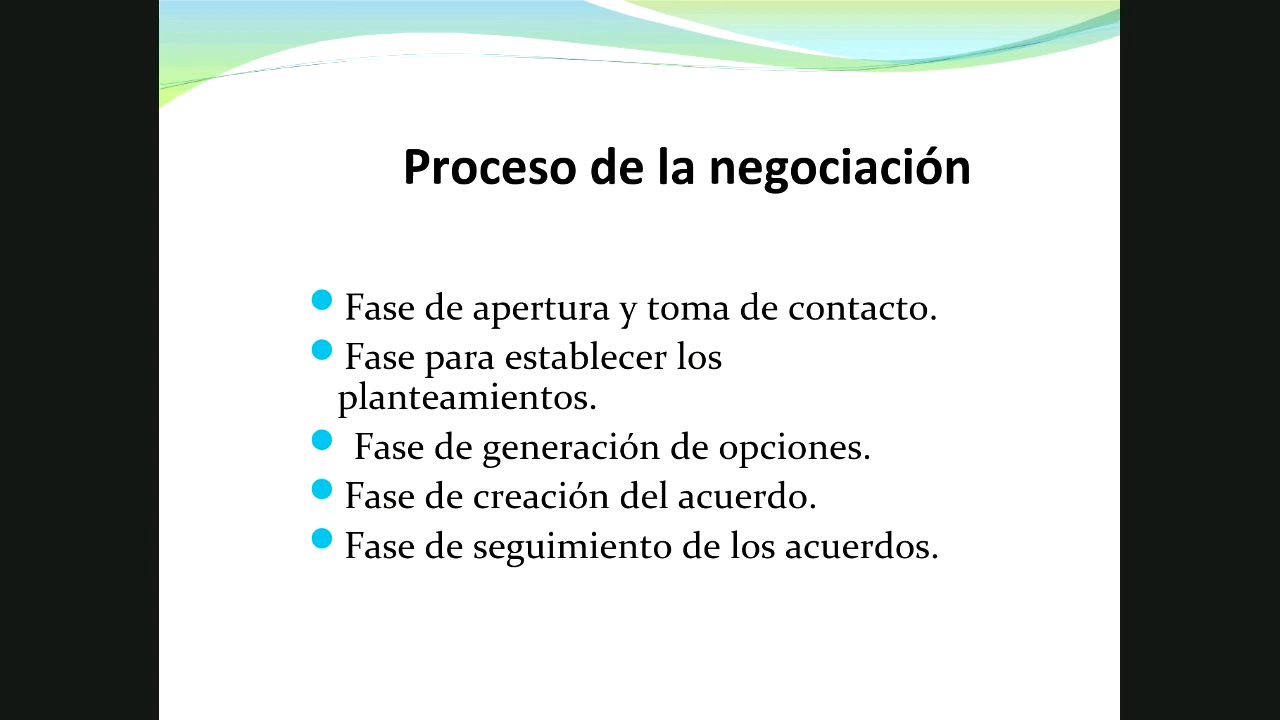 Proceso de la negociación
Fase de apertura y toma de contacto.
Fase para establecer los
planteamientos.
Fase de generación de opciones.
Fase de creación del acuerdo.
Fase de seguimiento de los acuerdos.